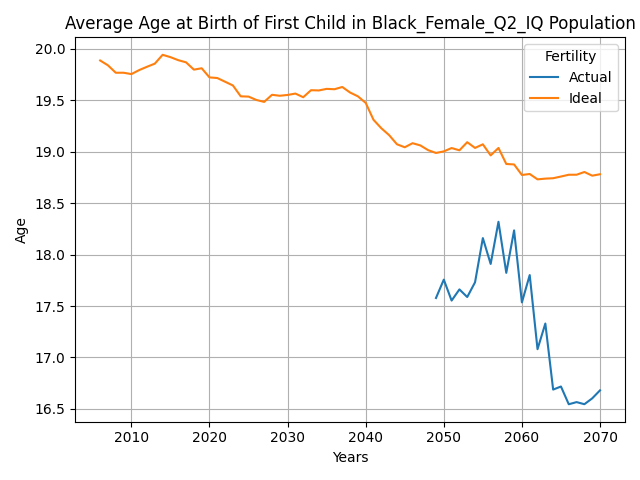 Average Age at Birth of First Child in Black_Female_Q2_IQ Population
Fertility
Actual
Ideal
Age
20.0
19.5
19.0
18.5
18.0
17.5
17.0
16.5
2010 2020 2030 2040 2050 2060 2070
Years